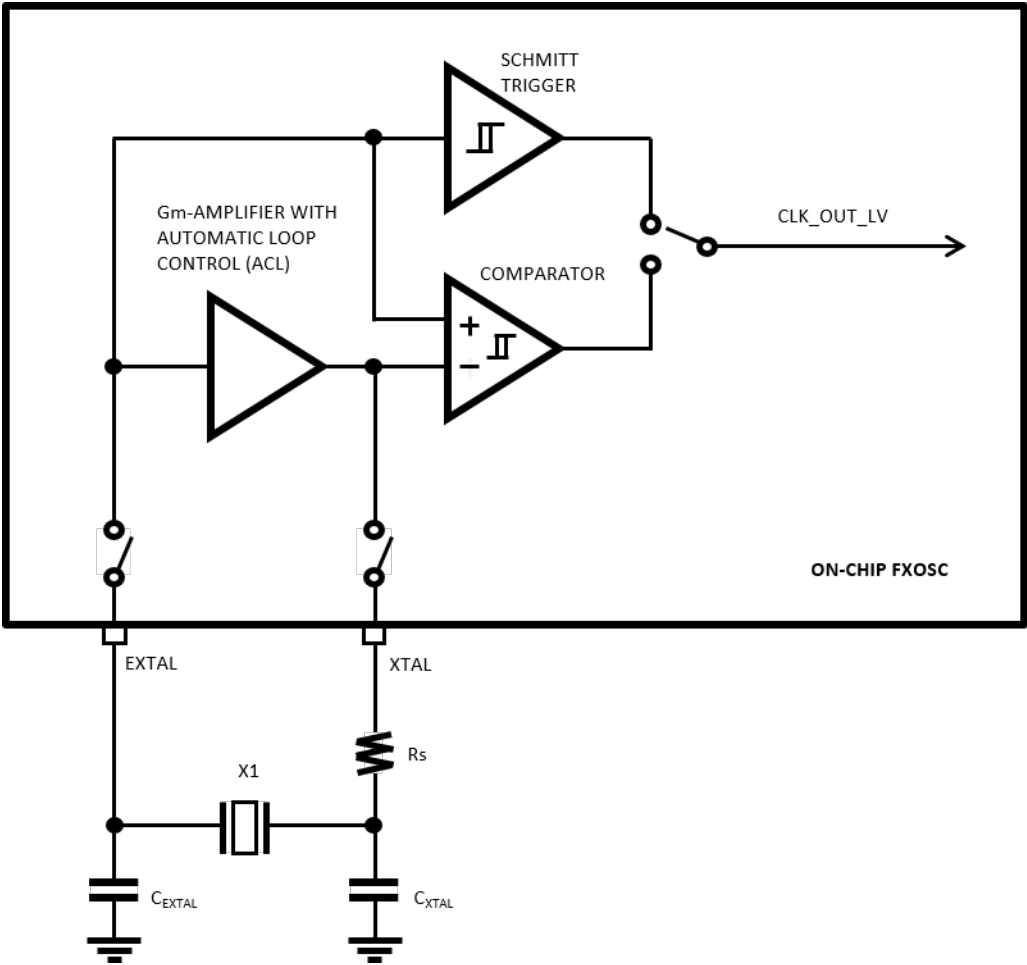 SCHMITT
TRIGGER
Gm-AMPLIFIER WITH
AUTOMATIC LOOP
CONTROL (ACL)
CLK_OUT_LV
COMPARATOR
+
−
ON-CHIP FXOSC
EXTAL
XTAL
Rs
X1
CEXTAL
CXTAL